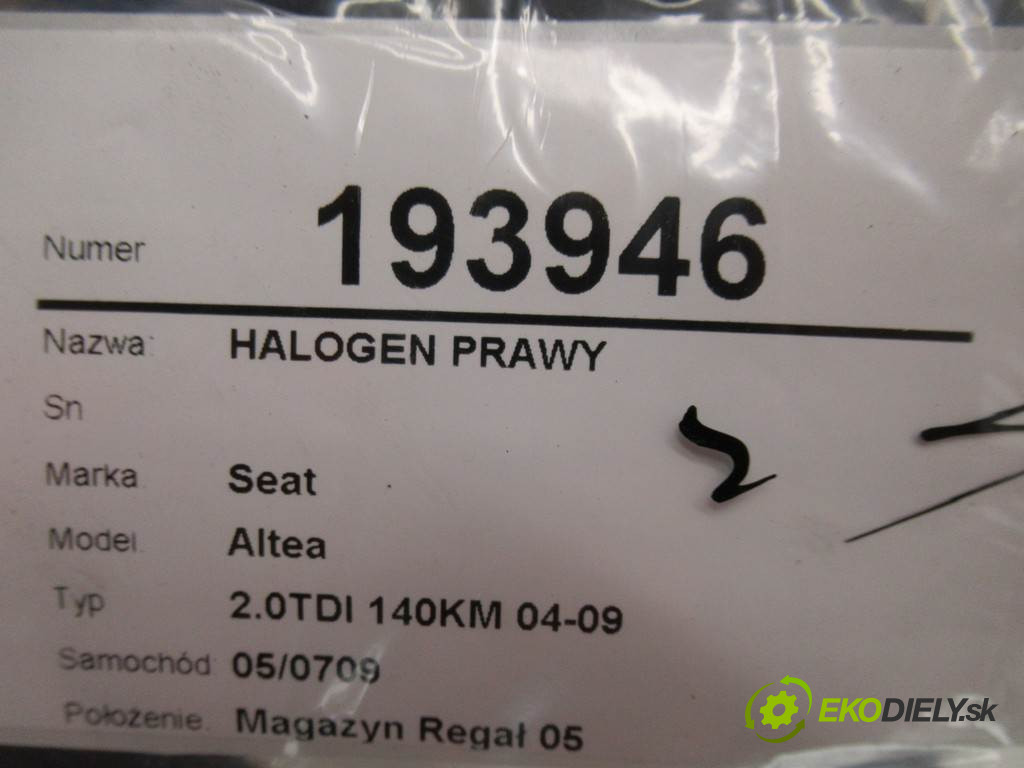 Numer 193946
Nazwa: HALOGEN PRAWY
Sn
Marka Seat
Model Altea
Typ 2.0TDI 140KM 04-09
Samochód: 05/0709
Położenie. Magazyn Regał 05
EKODIELY.sk